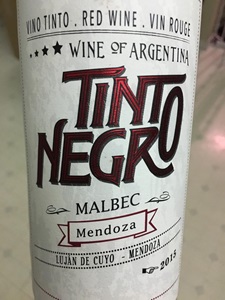 VINO TINTO . RED WINE . VIN ROUGE
WINE OF ARGENTINA
TINTO
NEGRO
MALBEC
Mendoza
LUJAN DE CUYO - MENDOZA
2015